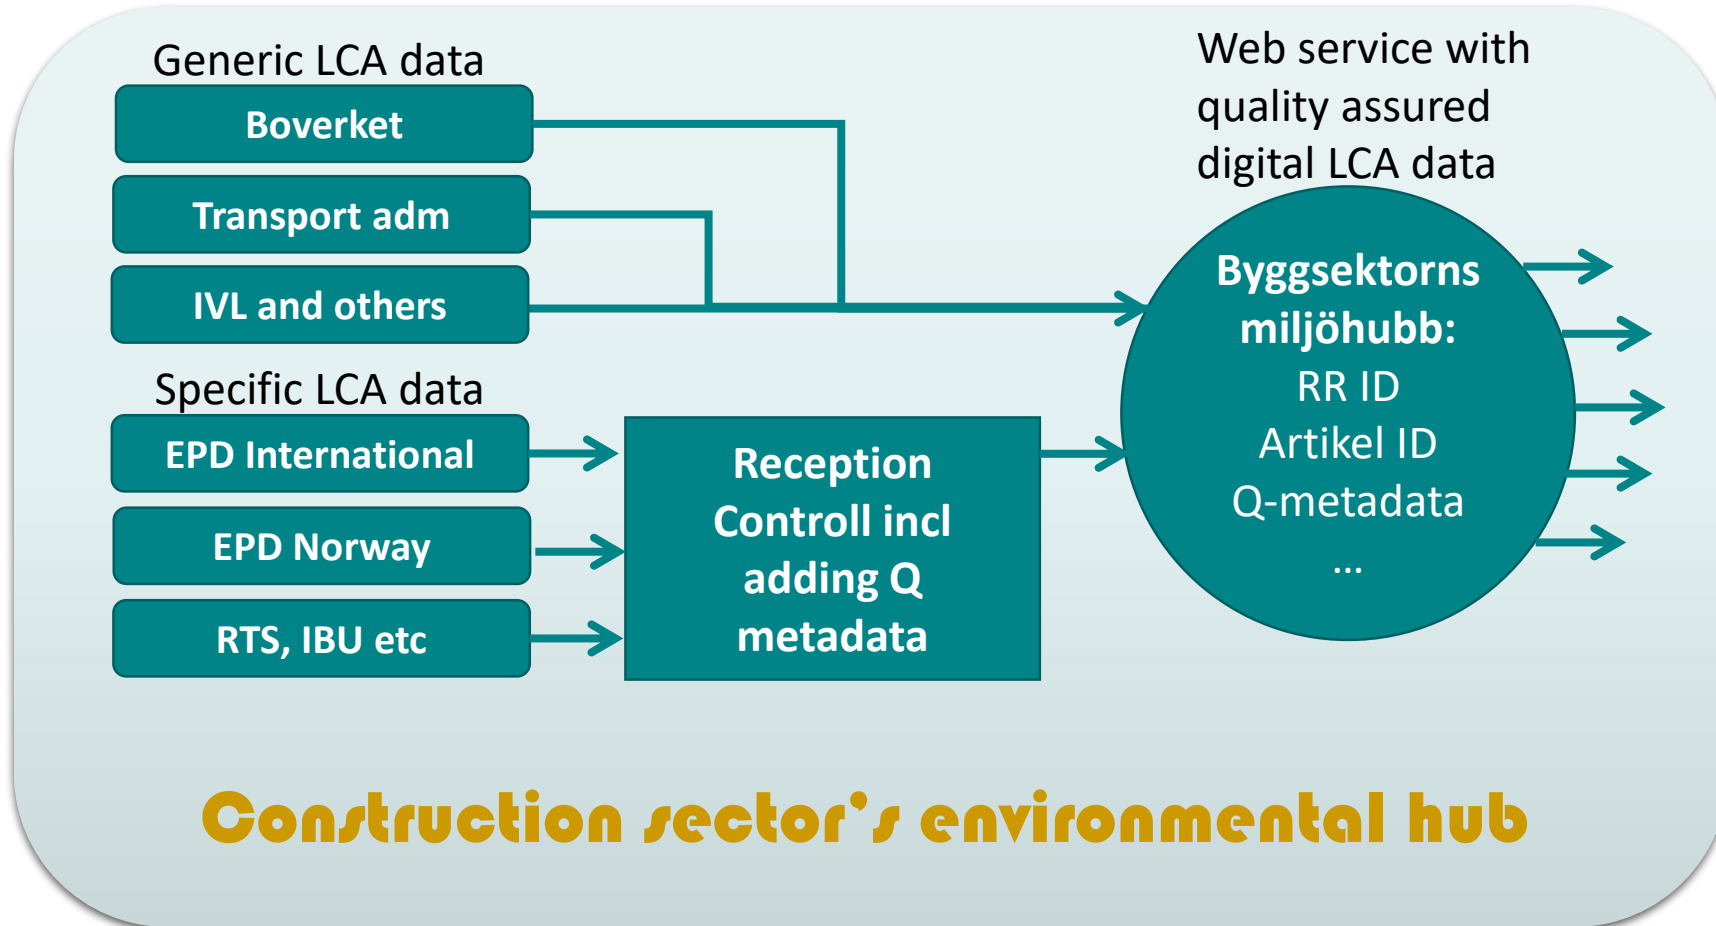 Generic LCA data
Boverket
Transport adm
IVL and others
Specific LCA data
EPD International
EPD Norway
RTS, IBU etc
Reception
Controll incl
adding Q
metadata
Web service with
quality assured
digital LCA data
Byggsektorns
miljöhubb:
RR ID
Artikel ID
Q-metadata
...
Construction sector's environmental hub